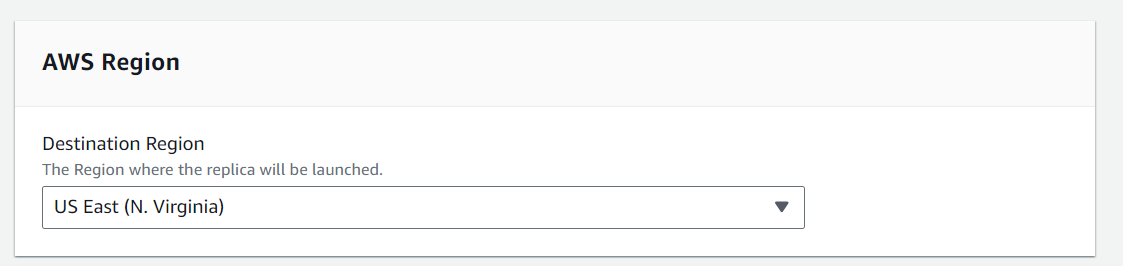 AWS Region
Destination Region
The Region where the replica will be launched.
US East (N. Virginia)